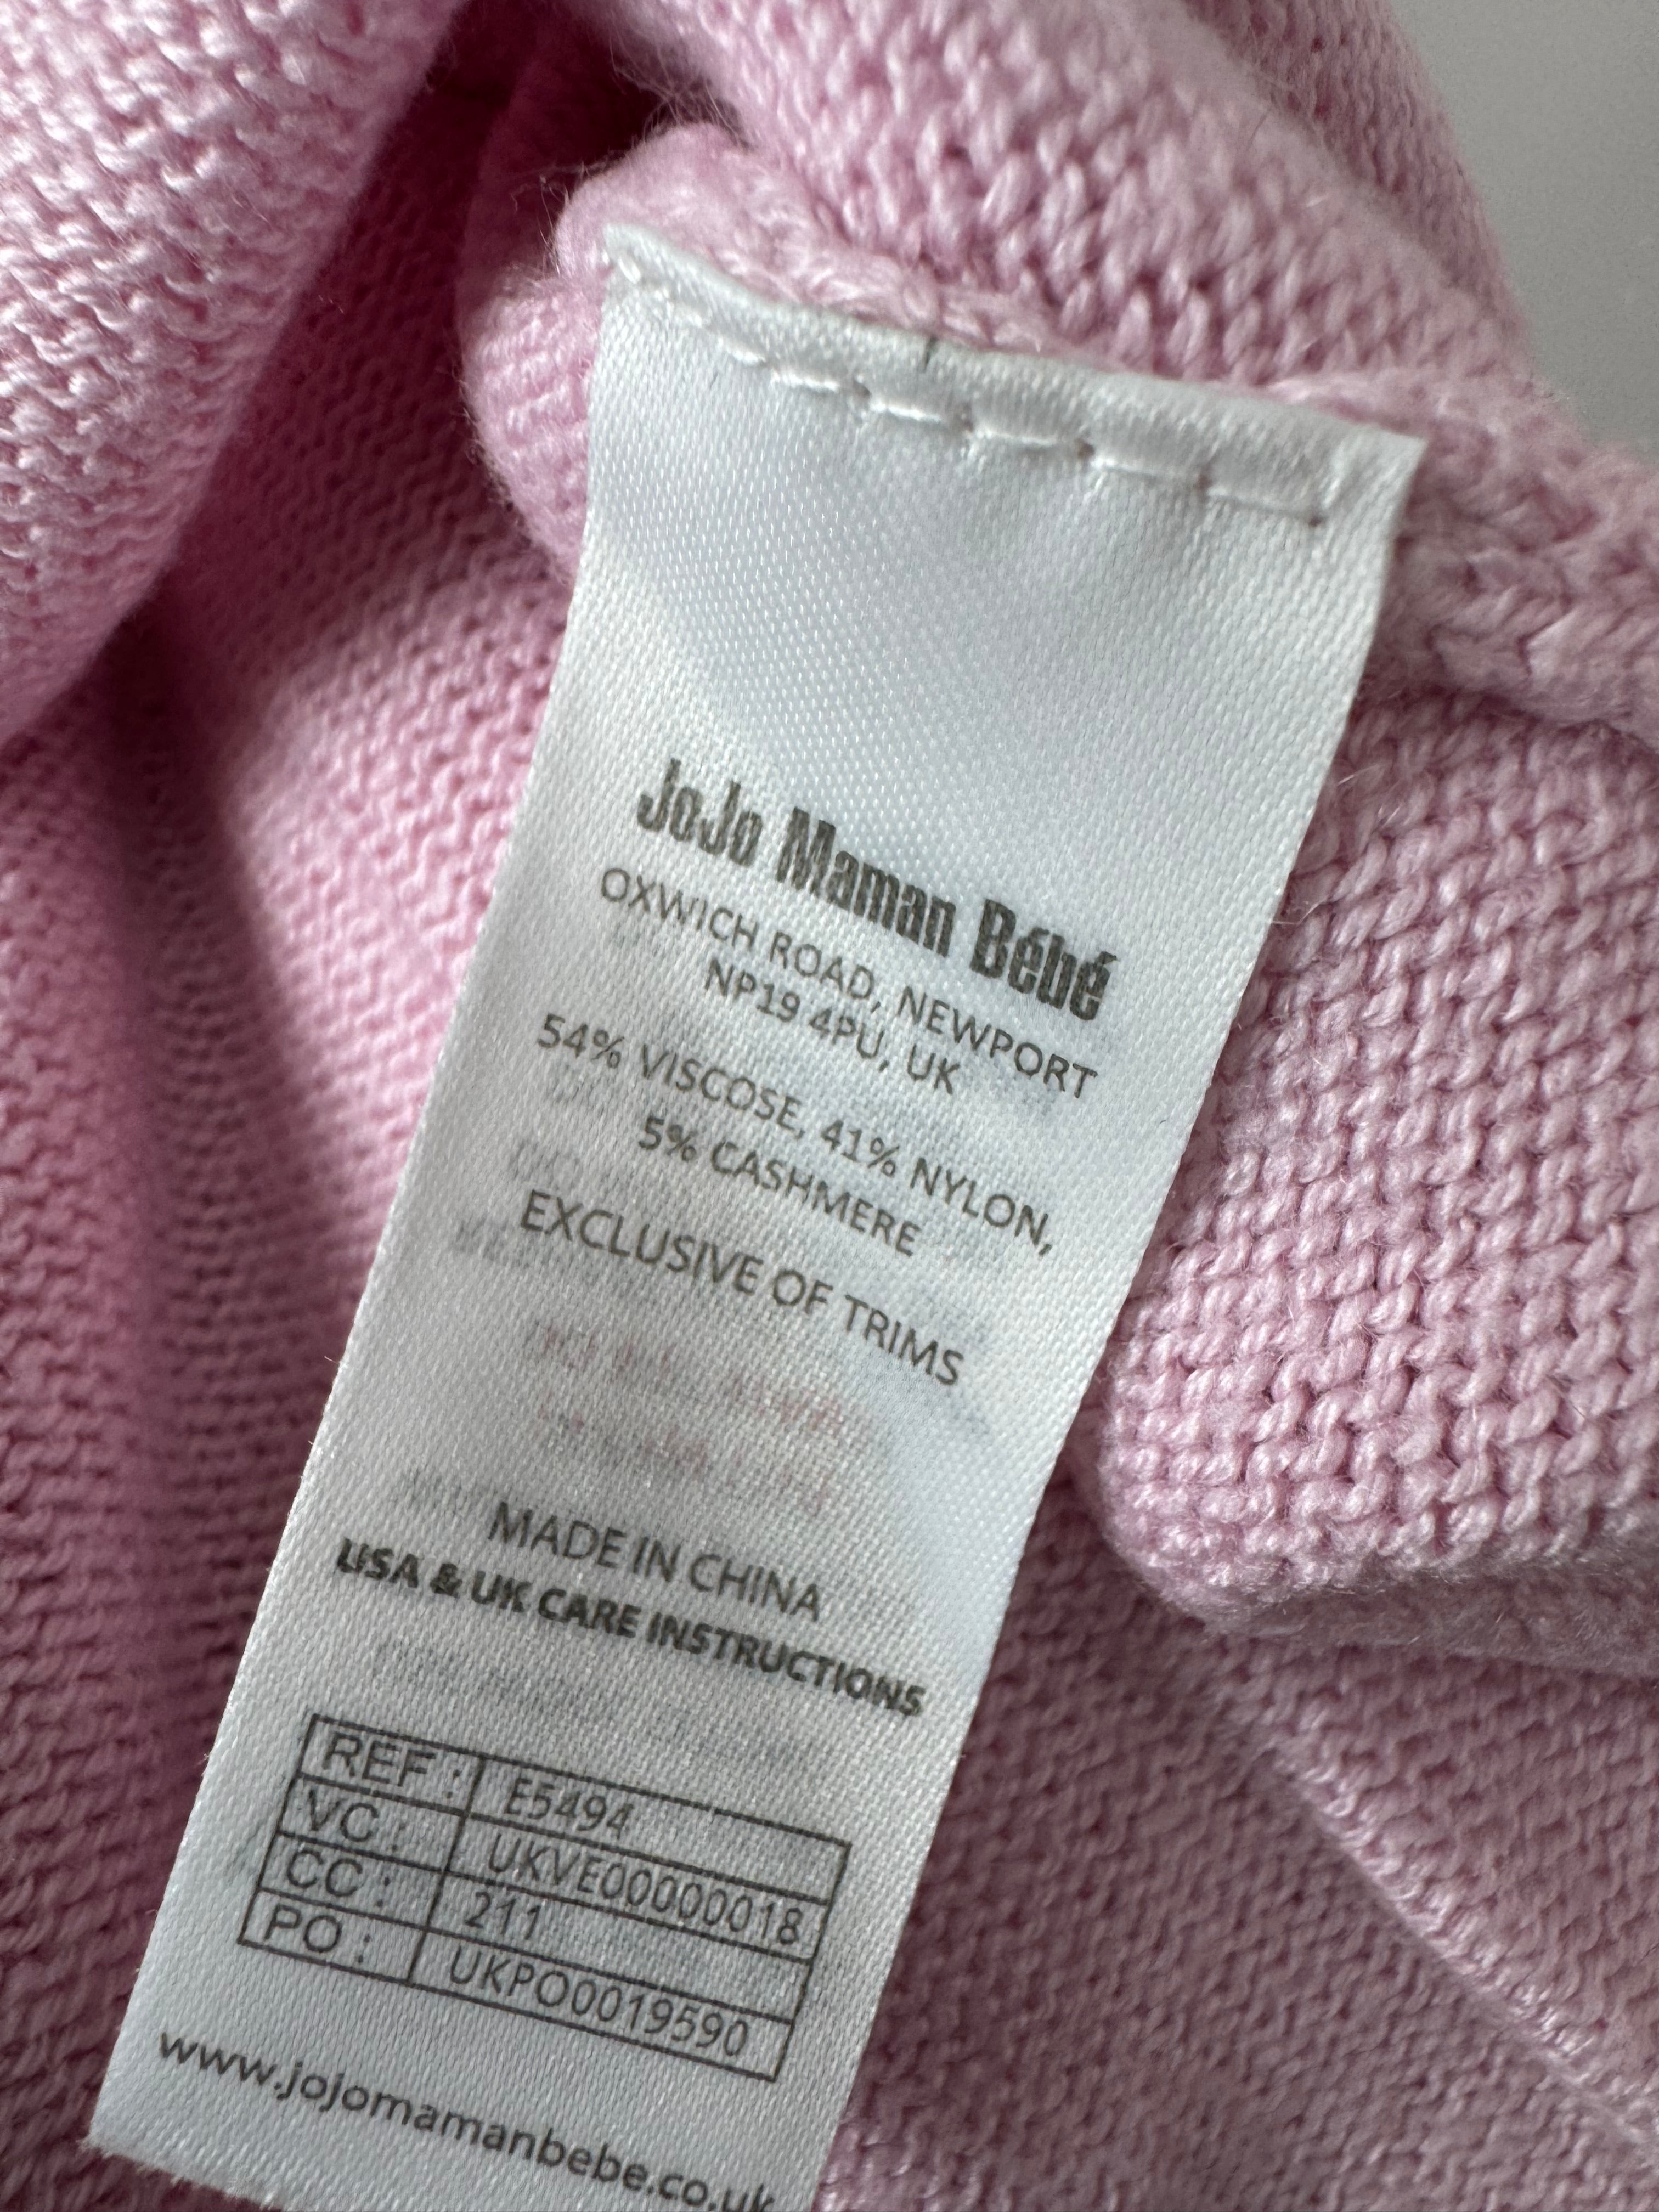 JoJo Maman Bébé
OXWICH ROAD, NEWPORT
NP19 4PU, UK
54% VISCOSE, 41% NYLON,
5% CASHMERE
EXCLUSIVE OF TRIMS
MADE IN CHINA
USA & UK CARE INSTRUCTIONS
REF : E5494
VC : UKVE00000018
CC : 211
PO : UKPO0019590
www.jojomamanbebe.co.uk